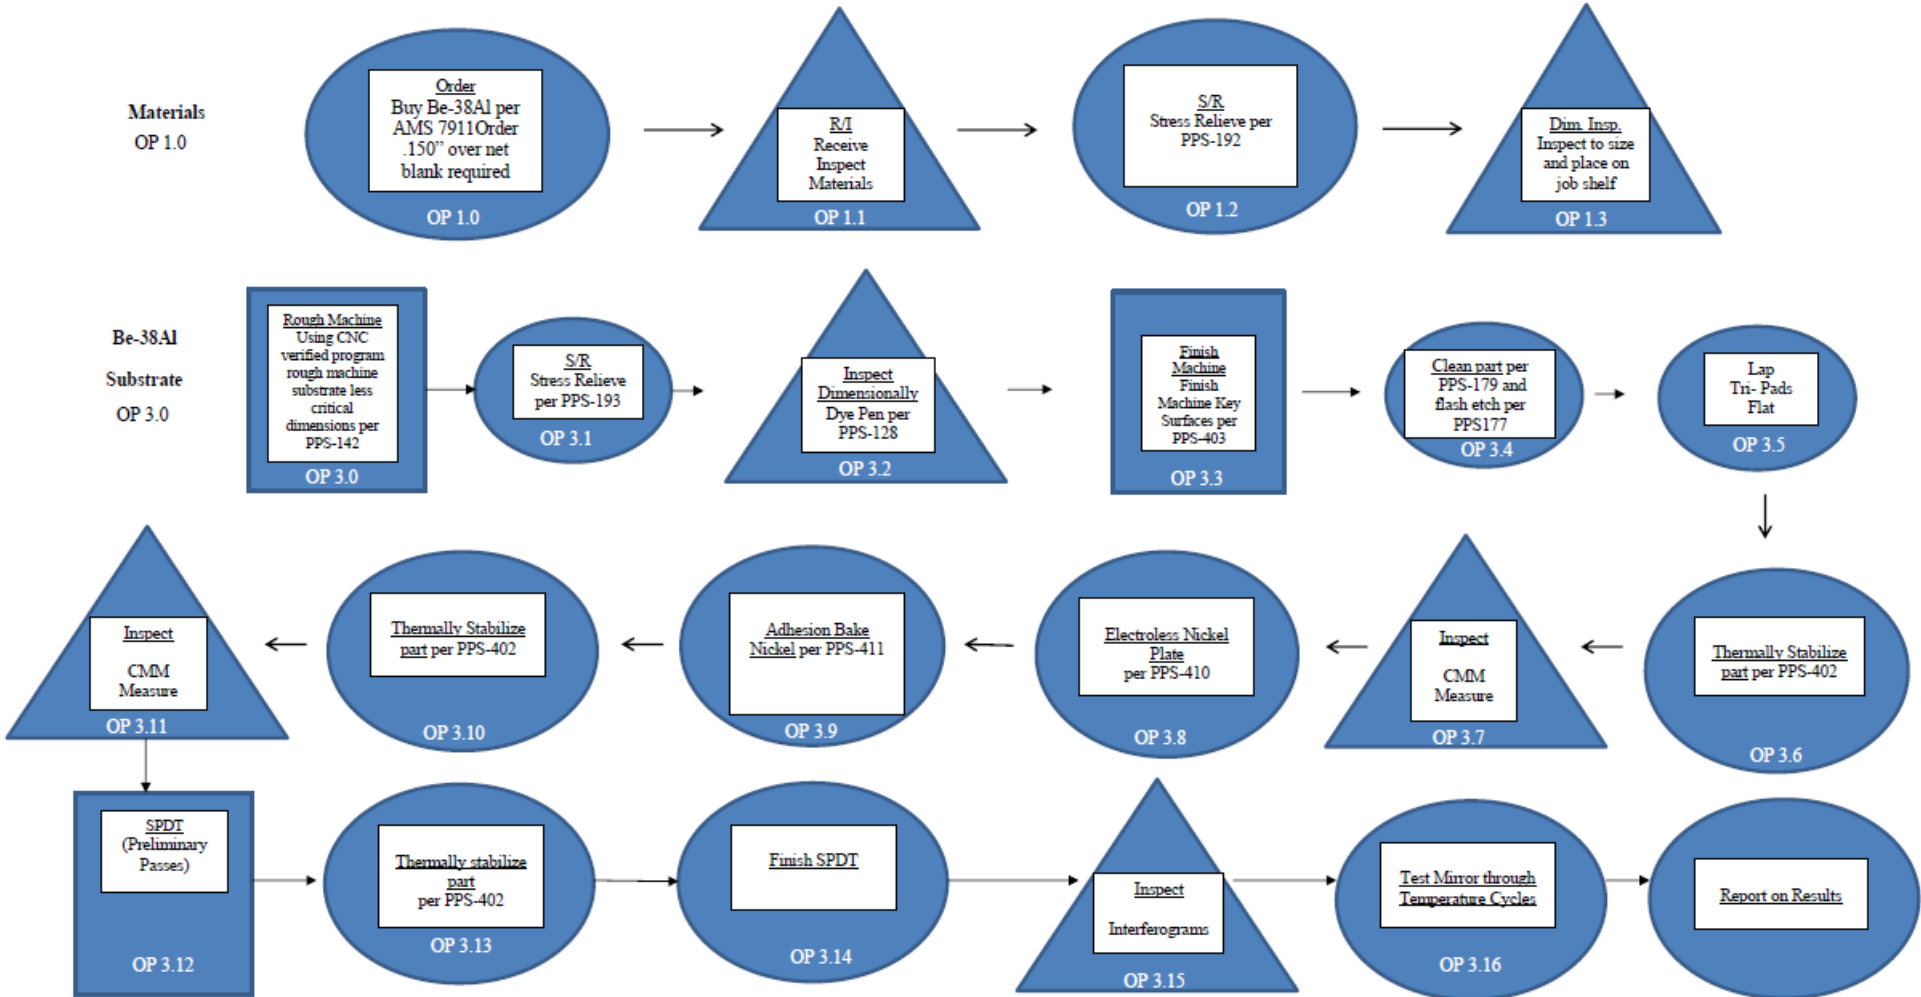 Materials
OP 1.0
Order
Buy Be-38Al per
AMS 7911Order
.150” over net
blank required
OP 1.0
R/I
Receive
Inspect
Materials
OP 1.1
S/R
Stress Relieve per
PPS-192
OP 1.2
Dim. Insp.
Inspect to size
and place on
job shelf
OP 1.3
Be-38Al
Substrate
OP 3.0
Rough Machine
Using CNC
verified program
rough machine
substrate less
critical
dimensions per
PPS-142
OP 3.0
S/R
Stress Relieve
per PPS-193
OP 3.1
Inspect
Dimensionally
Dye Pen per
PPS-128
OP 3.2
Finish
Machine
Finish
Machine Key
Surfaces per
PPS-403
OP 3.3
Clean part per
PPS-179 and
flash etch per
PPS177
OP 3.4
Lap
Tri- Pads
Flat
OP 3.5
Thermally Stabilize
part per PPS-402
OP 3.6
Inspect
CMM
Measure
OP 3.7
Electroless Nickel
Plate
per PPS-410
OP 3.8
Adhesion Bake
Nickel per PPS-411
OP 3.9
Thermally Stabilize
part per PPS-402
OP 3.10
Inspect
CMM
Measure
OP 3.11
SPDT
(Preliminary
Passes)
OP 3.12
Thermally stabilize
part
per PPS-402
OP 3.13
Finish SPDT
OP 3.14
Inspect
Interferograms
OP 3.15
Test Mirror through
Temperature Cycles
OP 3.16
Report on Results